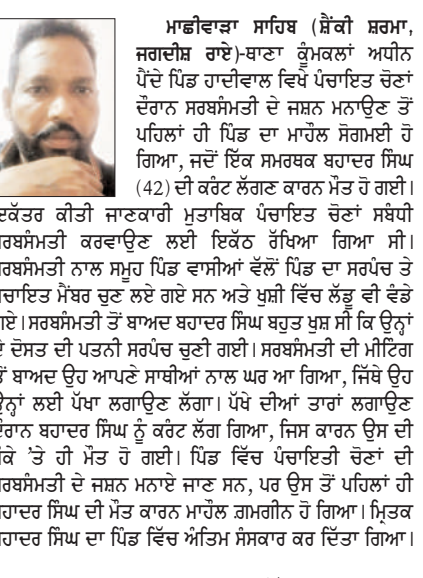 ਮਾਛੀਵਾੜਾ ਸਾਹਿਬ (ਸ਼ੈਂਕੀ ਸ਼ਰਮਾ,
ਜਗਦੀਸ਼ ਰਾਏ)-ਥਾਣਾ ਕੂੰਮਕਲਾਂ ਅਧੀਨ
ਪੈਂਦੇ ਪਿੰਡ ਹਾਦੀਵਾਲ ਵਿਖੇ ਪੰਚਾਇਤ ਚੋਣਾਂ
ਦੌਰਾਨ ਸਰਬਸੰਮਤੀ ਦੇ ਜਸ਼ਨ ਮਨਾਉਣ ਤੋਂ
ਪਹਿਲਾਂ ਹੀ ਪਿੰਡ ਦਾ ਮਾਹੌਲ ਸੋਗਮਈ ਹੋ
ਗਿਆ, ਜਦੋਂ ਇੱਕ ਸਮਰਥਕ ਬਹਾਦਰ ਸਿੰਘ
(42) ਦੀ ਕਰੰਟ ਲੱਗਣ ਕਾਰਨ ਮੌਤ ਹੋ ਗਈ।
ਇਕੱਤਰ ਕੀਤੀ ਜਾਣਕਾਰੀ ਮੁਤਾਬਿਕ ਪੰਚਾਇਤ ਚੋਣਾਂ ਸਬੰਧੀ
ਸਰਬਸੰਮਤੀ ਕਰਵਾਉਣ ਲਈ ਇਕੱਠ ਰੱਖਿਆ ਗਿਆ ਸੀ।
ਸਰਬਸੰਮਤੀ ਨਾਲ ਸਮੂਹ ਪਿੰਡ ਵਾਸੀਆਂ ਵੱਲੋਂ ਪਿੰਡ ਦਾ ਸਰਪੰਚ ਤੇ
ਪੰਚਾਇਤ ਮੈਂਬਰ ਚੁਣ ਲਏ ਗਏ ਸਨ ਅਤੇ ਖੁਸ਼ੀ ਵਿੱਚ ਲੱਡੂ ਵੀ ਵੰਡੇ
ਗਏ। ਸਰਬਸੰਮਤੀ ਤੋਂ ਬਾਅਦ ਬਹਾਦਰ ਸਿੰਘ ਬਹੁਤ ਖੁਸ਼ ਸੀ ਕਿ ਉਨ੍ਹਾਂ
ਦੇ ਦੋਸਤ ਦੀ ਪਤਨੀ ਸਰਪੰਚ ਚੁਣੀ ਗਈ। ਸਰਬਸੰਮਤੀ ਦੀ ਮੀਟਿੰਗ
ਤੋਂ ਬਾਅਦ ਉਹ ਆਪਣੇ ਸਾਥੀਆਂ ਨਾਲ ਘਰ ਆ ਗਿਆ, ਜਿੱਥੇ ਉਹ
ਉਨ੍ਹਾਂ ਲਈ ਪੱਖਾ ਲਗਾਉਣ ਲੱਗਾ। ਪੱਖੇ ਦੀਆਂ ਤਾਰਾਂ ਲਗਾਉਣ
ਦੌਰਾਨ ਬਹਾਦਰ ਸਿੰਘ ਨੂੰ ਕਰੰਟ ਲੱਗ ਗਿਆ, ਜਿਸ ਕਾਰਨ ਉਸ ਦੀ
ਮੌਕੇ ’ਤੇ ਹੀ ਮੌਤ ਹੋ ਗਈ। ਪਿੰਡ ਵਿੱਚ ਪੰਚਾਇਤੀ ਚੋਣਾਂ ਦੀ
ਸਰਬਸੰਮਤੀ ਦੇ ਜਸ਼ਨ ਮਨਾਏ ਜਾਣ ਸਨ, ਪਰ ਉਸ ਤੋਂ ਪਹਿਲਾਂ ਹੀ
ਬਹਾਦਰ ਸਿੰਘ ਦੀ ਮੌਤ ਕਾਰਨ ਮਾਹੌਲ ਗ਼ਮਗੀਨ ਹੋ ਗਿਆ। ਮ੍ਰਿਤਕ
ਬਹਾਦਰ ਸਿੰਘ ਦਾ ਪਿੰਡ ਵਿੱਚ ਅੰਤਿਮ ਸੰਸਕਾਰ ਕਰ ਦਿੱਤਾ ਗਿਆ।